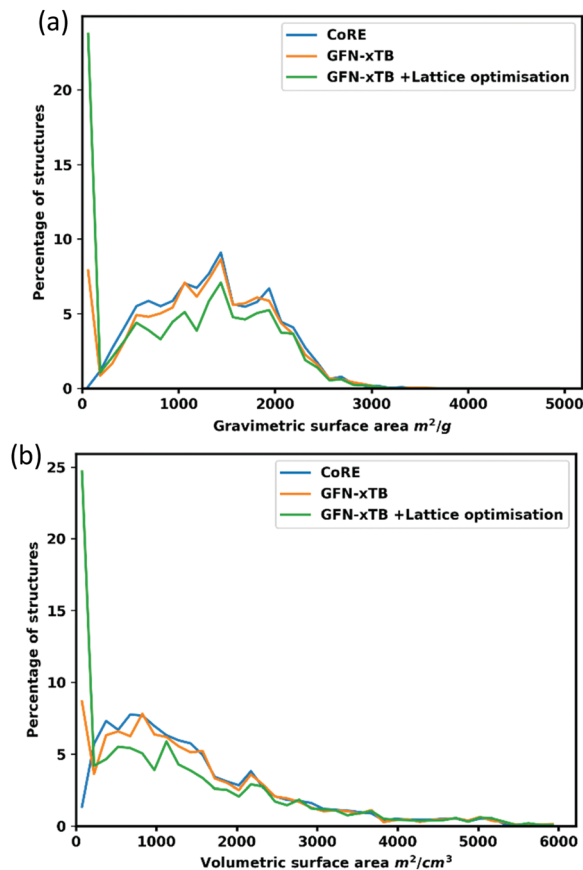 (a)
CoRE
GFN-xTB
GFN-xTB +Lattice optimisation
Percentage of structures
20
15
10
5
0
0 1000 2000 3000 4000 5000
Gravimetric surface area m²/g
(b)
CoRE
GFN-xTB
GFN-xTB +Lattice optimisation
Percentage of structures
25
20
15
10
5
0
0 1000 2000 3000 4000 5000 6000
Volumetric surface area m²/cm³